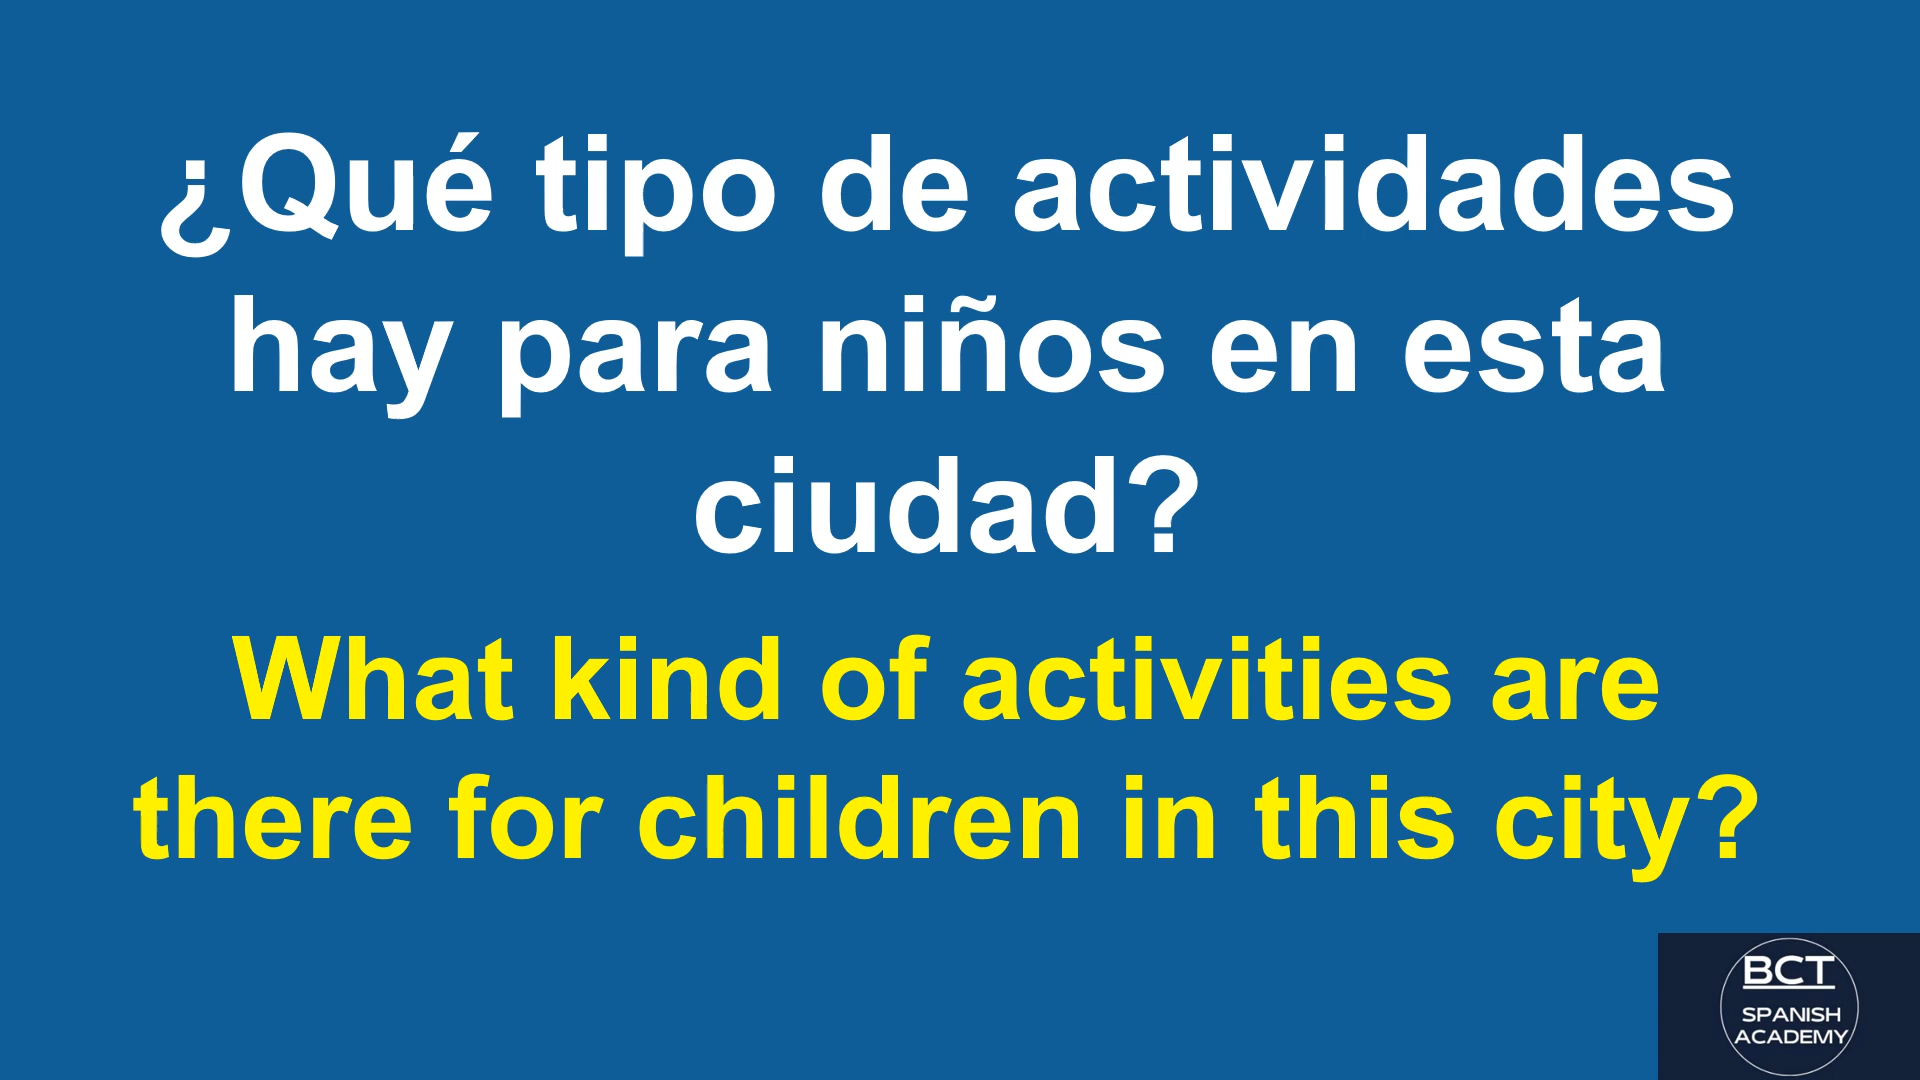 ¿Qué tipo de actividades
hay para niños en esta
ciudad?
What kind of activities are
there for children in this city?
BCT
SPANISH
ACADEMY